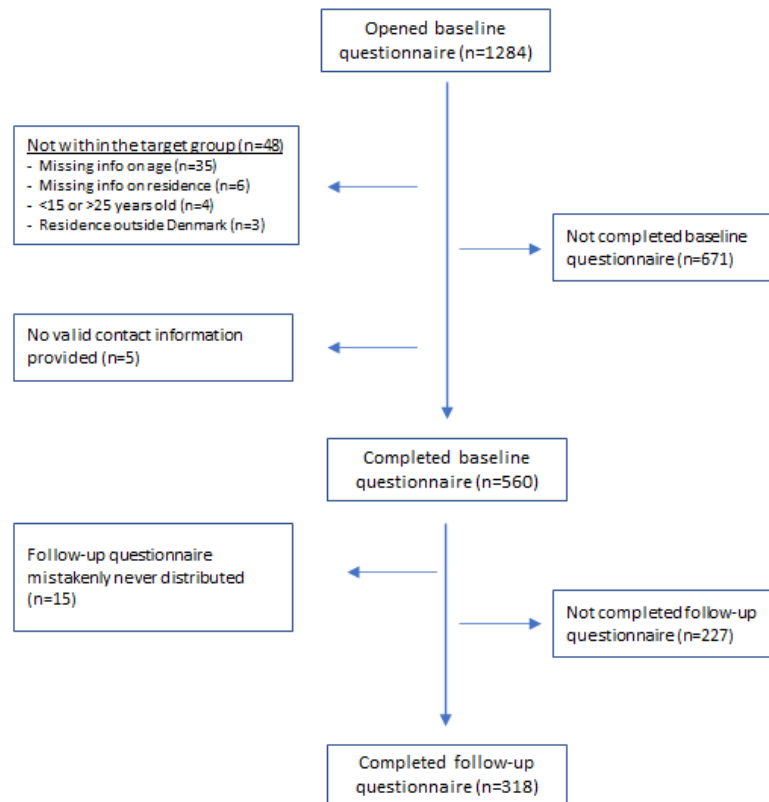 Opened baseline
questionnaire (n=1284)
Not within the target group (n=48)
- Missing info on age (n=35)
- Missing info on residence (n=6)
- <15 or >25 years old (n=4)
- Residence outside Denmark (n=3)
Not completed baseline
questionnaire (n=671)
No valid contact information
provided (n=5)
Completed baseline
questionnaire (n=560)
Follow-up questionnaire
mistakenly never distributed
(n=15)
Not completed follow-up
questionnaire (n=227)
Completed follow-up
questionnaire (n=318)